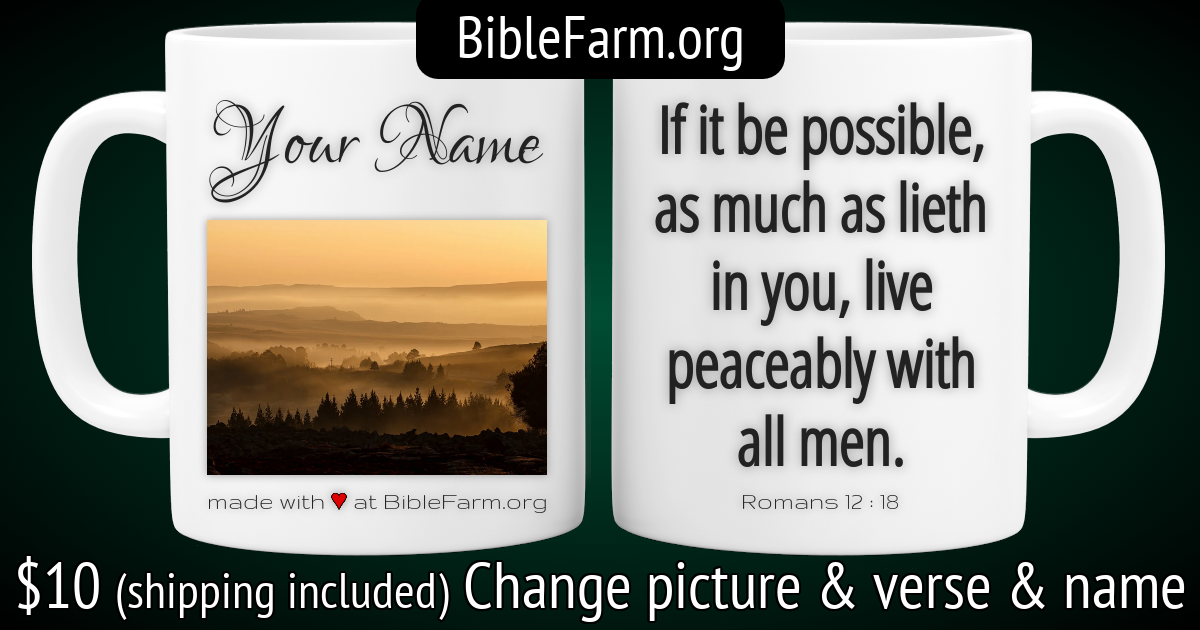 BibleFarm.org
Your Name
made with ♥ at BibleFarm.org
If it be possible,
as much as lieth
in you, live
peaceably with
all men.
Romans 12 : 18
$10 (shipping included) Change picture & verse & name